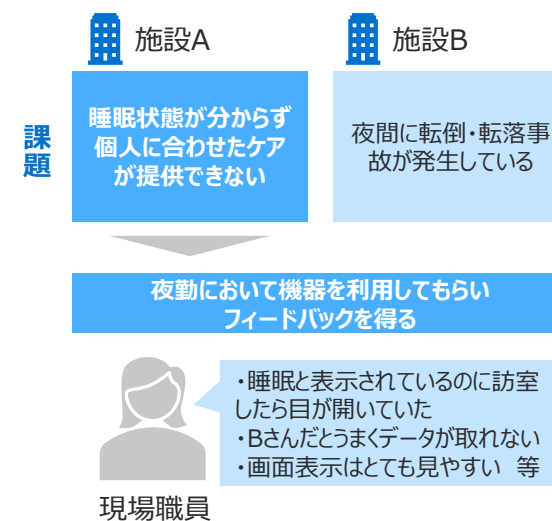 施設A
施設B
課題
睡眠状態が分からず
個人に合わせたケア
が提供できない
夜間に転倒・転落事
故が発生している
夜勤において機器を利用してもらい
フィードバックを得る
・睡眠と表示されているのに訪室
したら目が開いていた
・Bさんだとうまくデータが取れない
・画面表示はとても見やすい 等
現場職員